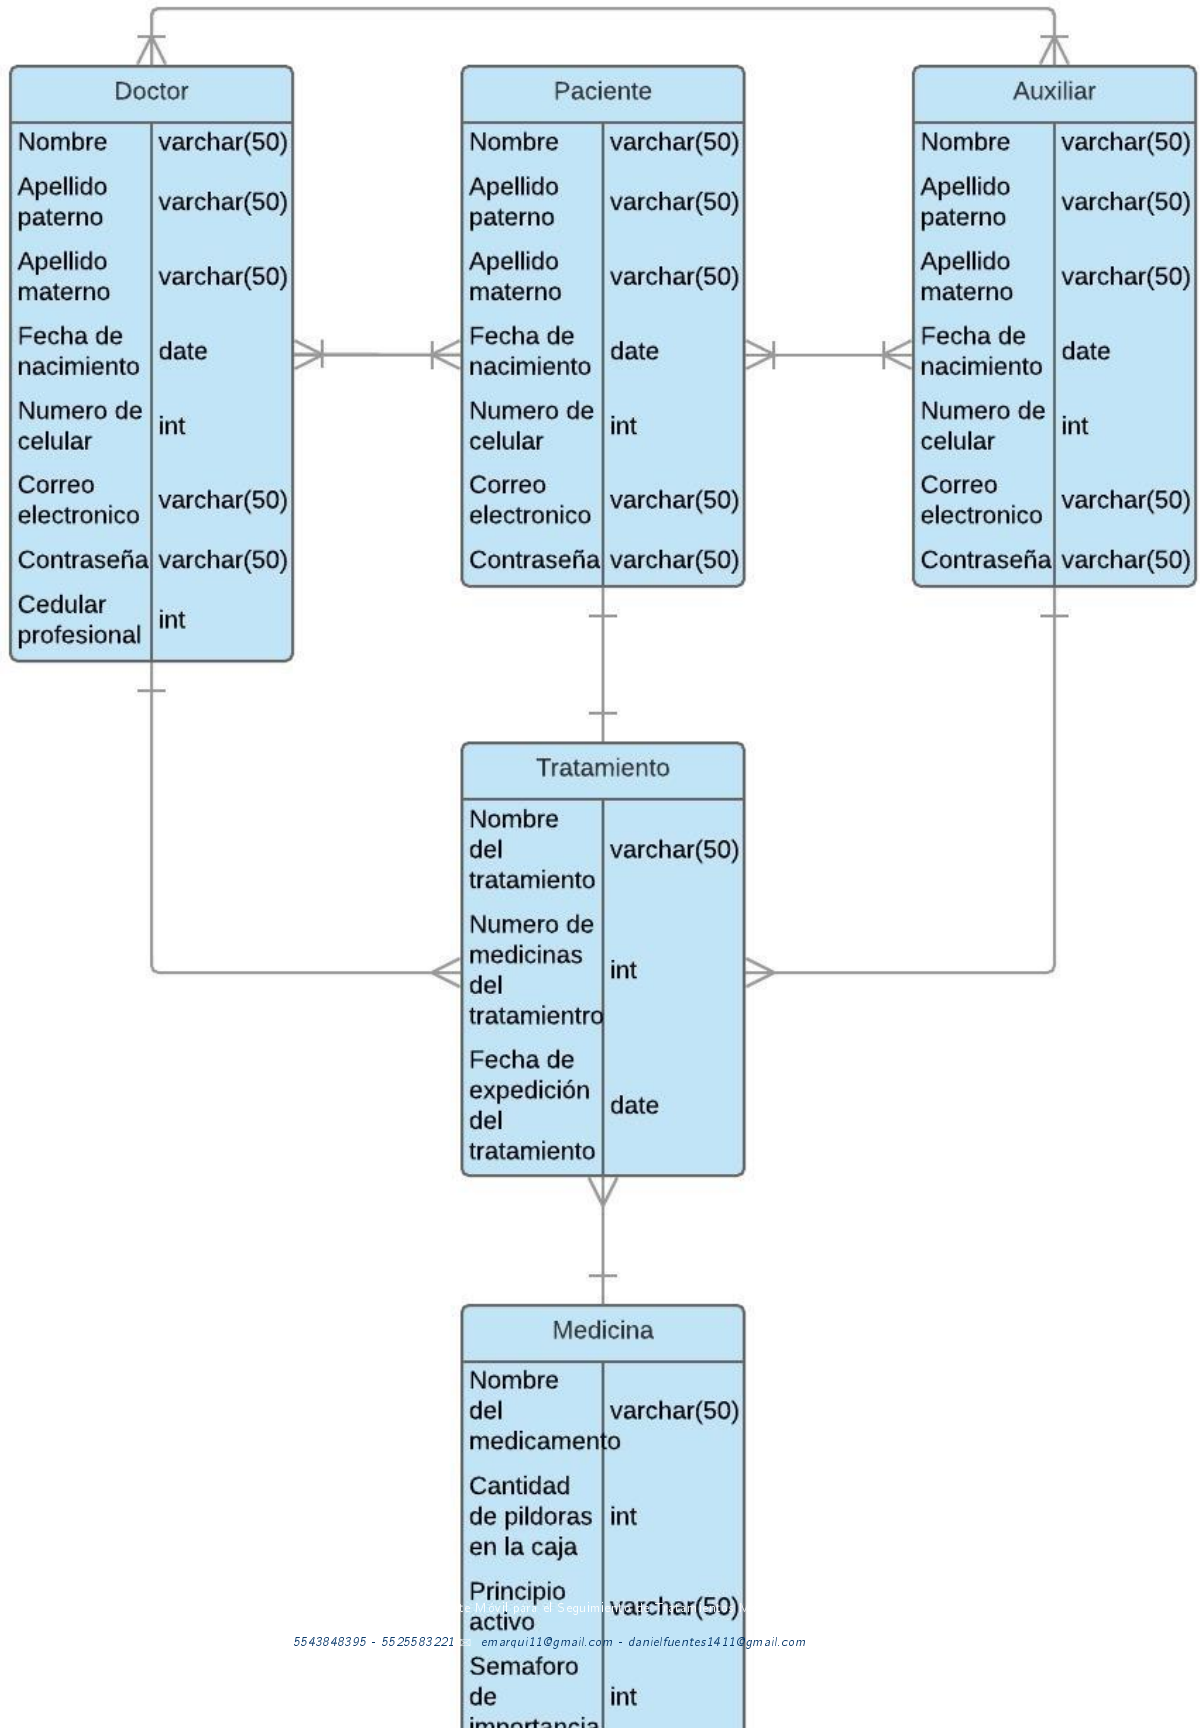 Doctor
Nombre varchar(50)
Apellido
paterno varchar(50)
Apellido
materno varchar(50)
Fecha de
nacimiento date
Numero de
celular int
Correo
electronico varchar(50)
Contraseña varchar(50)
Cedular
profesional int
Paciente
Nombre varchar(50)
Apellido
paterno varchar(50)
Apellido
materno varchar(50)
Fecha de
nacimiento date
Numero de
celular int
Correo
electronico varchar(50)
Contraseña varchar(50)
Auxiliar
Nombre varchar(50)
Apellido
paterno varchar(50)
Apellido
materno varchar(50)
Fecha de
nacimiento date
Numero de
celular int
Correo
electronico varchar(50)
Contraseña varchar(50)
Tratamiento
Nombre
del varchar(50)
tratamiento
Numero de
medicinas
del int
tratamientro
Fecha de
expedición
del date
tratamiento
Medicina
Nombre
del varchar(50)
medicamento
Cantidad
de pildoras int
en la caja
Principio
activo varchar(50)
Móvil para el Seguimiento de
5543848395 - 5525583221 emarqui11@gmail.com - danielfuentes1411@gmail.com
Semaforo
de int
importancia